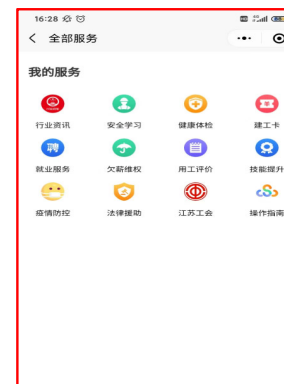 16:28
全部服务
我的服务
行业资讯 安全学习 健康体检 建工卡
聘
就业服务 欠薪维权 用工评价 技能提升
疫情防控 法律援助 江苏工会 操作指南